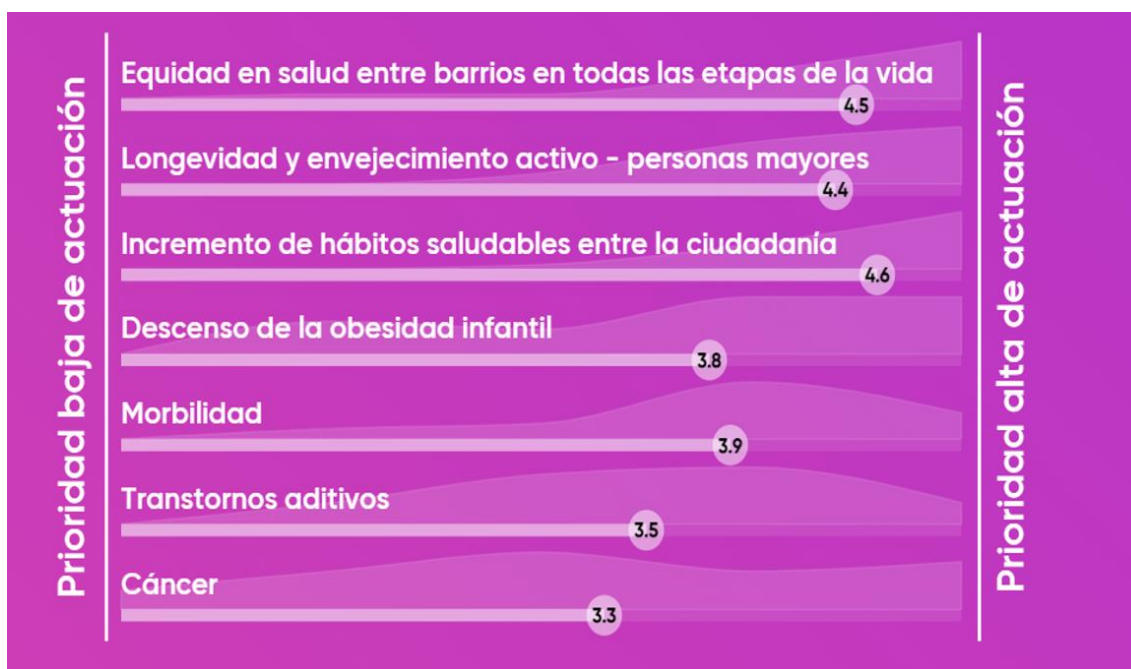 Prioridad baja de actuación
Equidad en salud entre barrios en todas las etapas de la vida
4.5
Longevidad y envejecimiento activo - personas mayores
4.4
Incremento de hábitos saludables entre la ciudadanía
4.6
Descenso de la obesidad infantil
3.8
Morbilidad
3.9
Transtornos aditivos
3.5
Cáncer
3.3
Prioridad alta de actuación